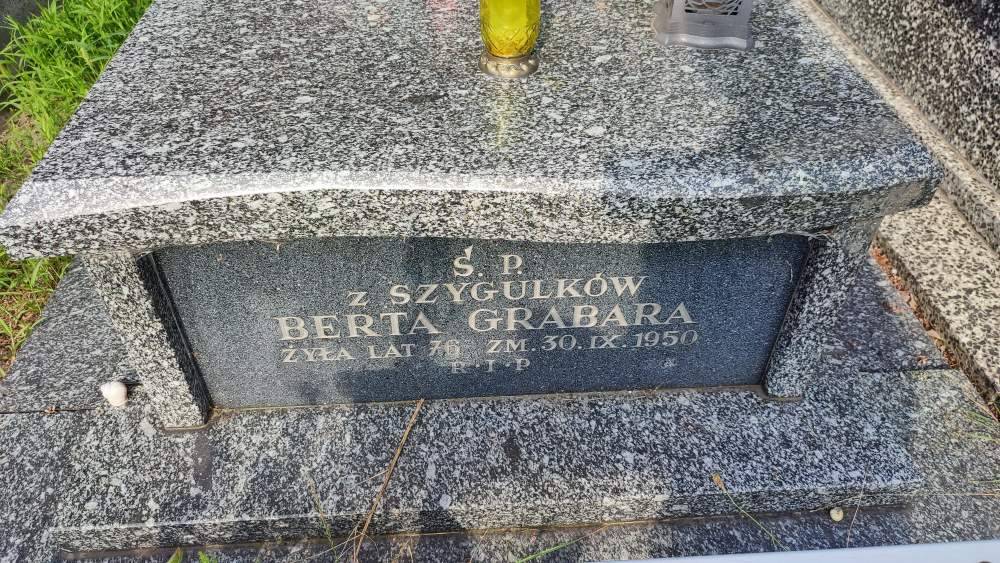 Ś. P.
Z SZYGULKÓW
BERTA GRABARA
ŻYŁA LAT 76 ZM. 30. IX. 1950
R·I·P